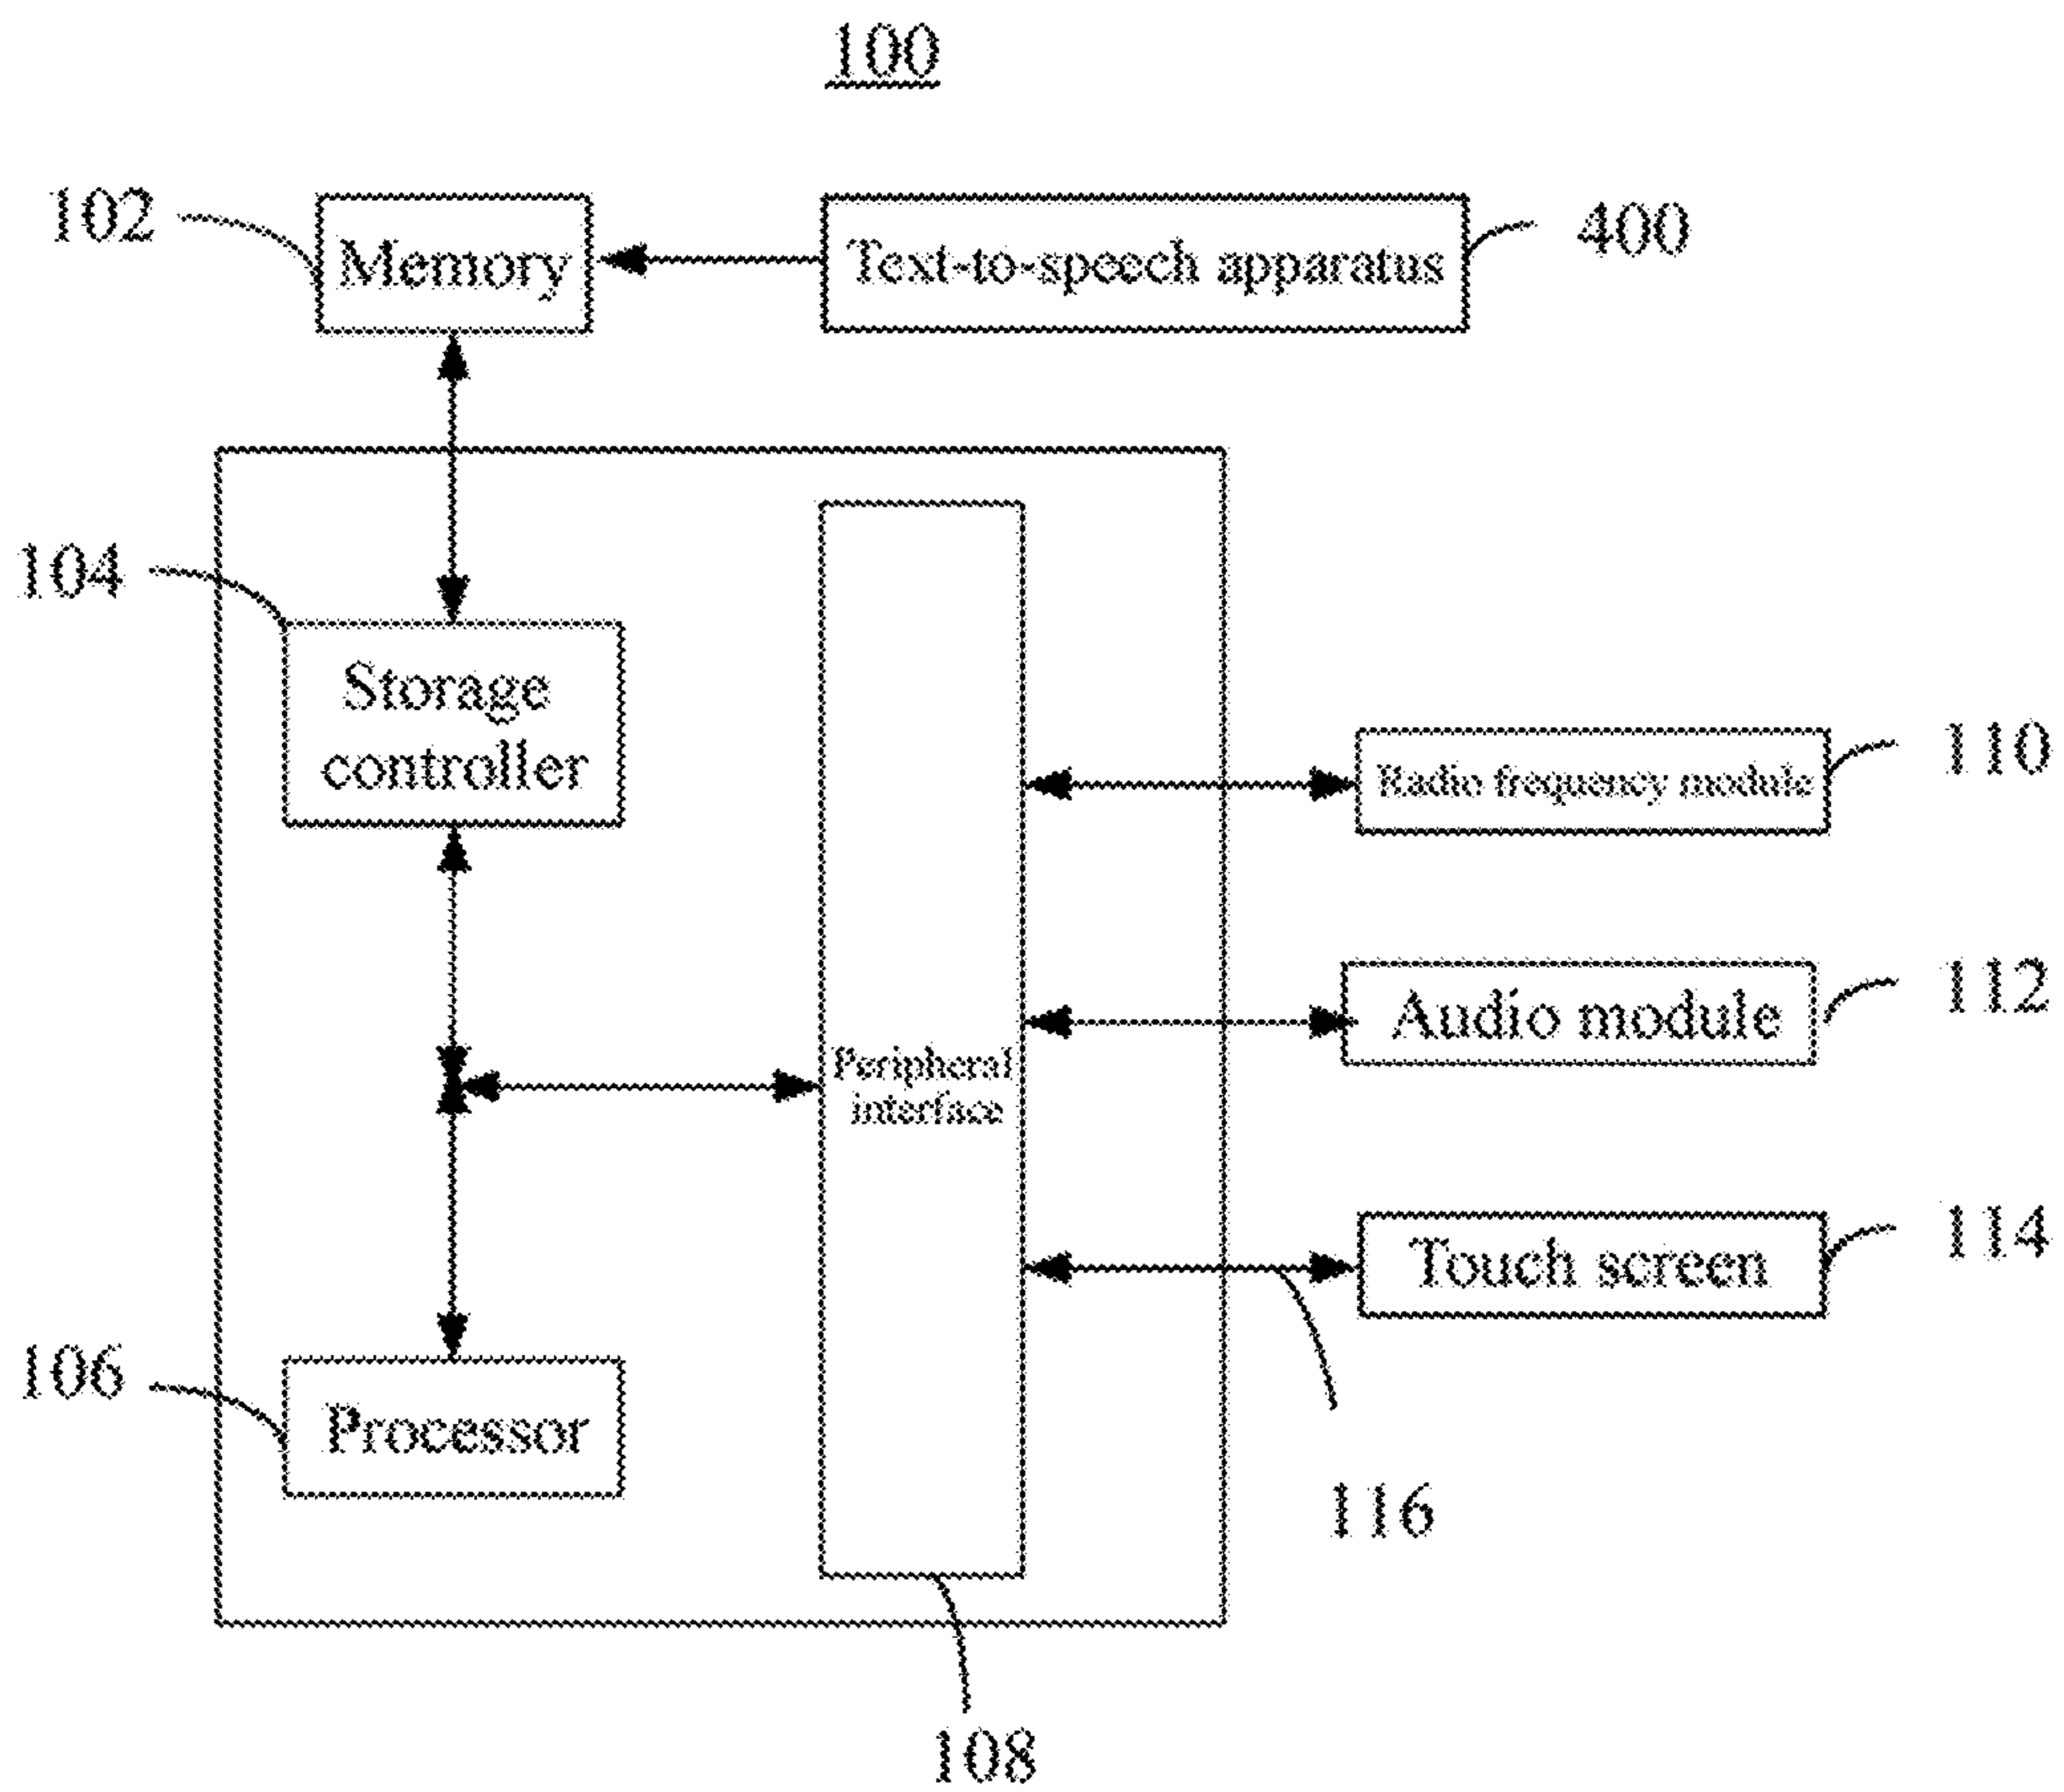 100
102
Memory
Text-to-speech apparatus
400
104
Storage
controller
110
Radio frequency module
112
Audio module
Peripheral
interface
114
Touch screen
106
Processor
116
108